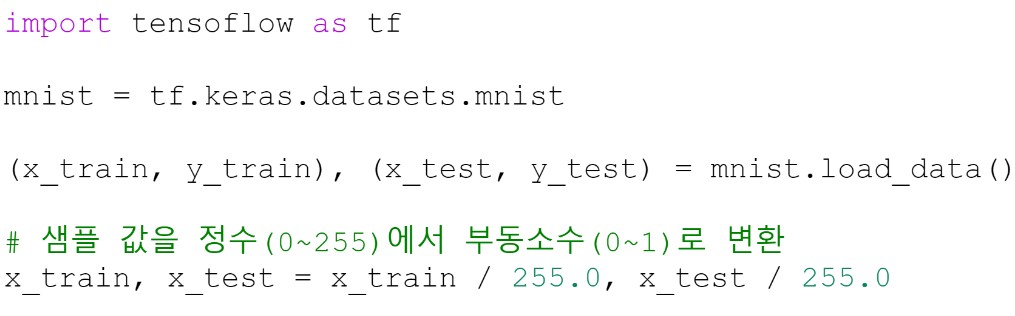 import tensoflow as tf
mnist = tf.keras.datasets.mnist
(x_train, y_train), (x_test, y_test) = mnist.load_data()
# 샘플 값을 정수(0~255)에서 부동소수(0~1)로 변환
x_train, x_test = x_train / 255.0, x_test / 255.0